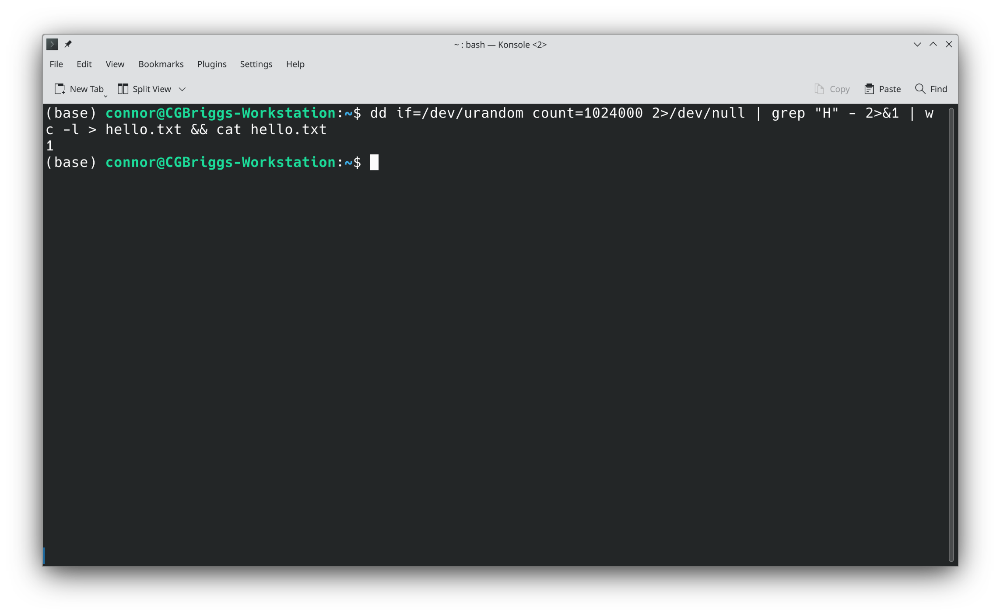 ~ : bash — Konsole <2>
File Edit View Bookmarks Plugins Settings Help
New Tab Split View Copy Paste Find
(base) connor@CGBriggs-Workstation:~$ dd if=/dev/urandom count=1024000 2>/dev/null | grep "H" - 2>&1 | w
c -l > hello.txt && cat hello.txt
1
(base) connor@CGBriggs-Workstation:~$